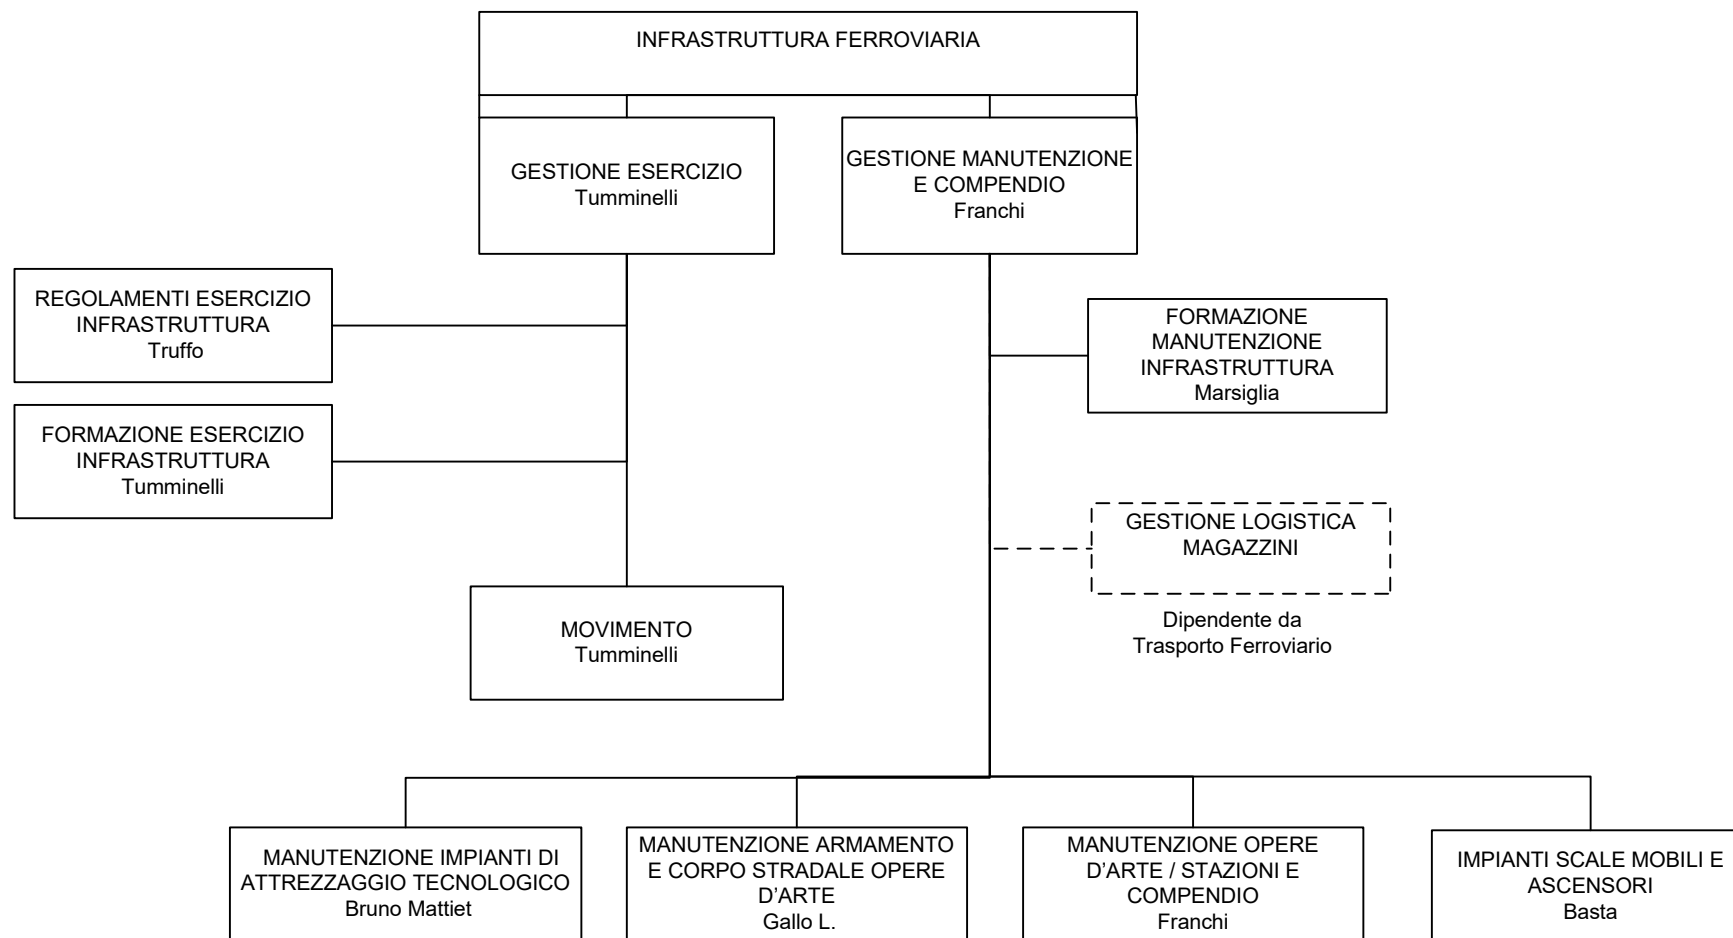 INFRASTRUTTURA FERROVIARIA
GESTIONE ESERCIZIO
Tumminelli
GESTIONE MANUTENZIONE
E COMPENDIO
Franchi
REGOLAMENTI ESERCIZIO
INFRASTRUTTURA
Truffo
FORMAZIONE
MANUTENZIONE
INFRASTRUTTURA
Marsiglia
FORMAZIONE ESERCIZIO
INFRASTRUTTURA
Tumminelli
GESTIONE LOGISTICA
MAGAZZINI
Dipendente da
Trasporto Ferroviario
MOVIMENTO
Tumminelli
MANUTENZIONE IMPIANTI DI
ATTREZZAGGIO TECNOLOGICO
Bruno Mattiet
MANUTENZIONE ARMAMENTO
E CORPO STRADALE OPERE
D’ARTE
Gallo L.
MANUTENZIONE OPERE
D’ARTE / STAZIONI E
COMPENDIO
Franchi
IMPIANTI SCALE MOBILI E
ASCENSORI
Basta